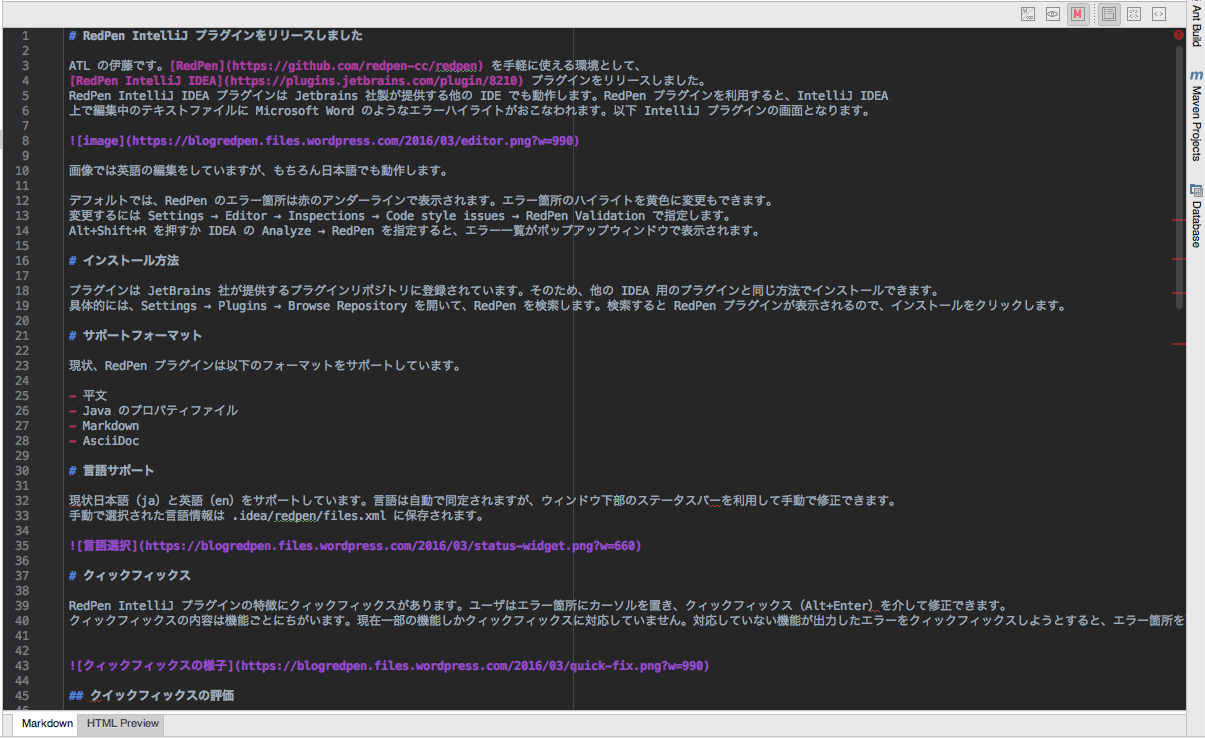 1 # RedPen IntelliJ プラグインをリリースしました
2
3 ATL の伊藤です。[RedPen](https://github.com/redpen-cc/redpen) を手軽に使える環境として、
4 [RedPen IntelliJ IDEA](https://plugins.jetbrains.com/plugin/8210) プラグインをリリースしました。
5 RedPen IntelliJ IDEA プラグインは Jetbrains 社製が提供する他の IDE でも動作します。RedPen プラグインを利用すると、IntelliJ IDEA
6 上で編集中のテキストファイルに Microsoft Word のようなエラーハイライトがおこなわれます。以下 IntelliJ プラグインの画面となります。
7
8 ![image](https://blogredpen.files.wordpress.com/2016/03/editor.png?w=990)
9
10 画像では英語の編集をしていますが、もちろん日本語でも動作します。
11
12 デフォルトでは、RedPen のエラー箇所は赤のアンダーラインで表示されます。エラー箇所のハイライトを黄色に変更もできます。
13 変更するには Settings → Editor → Inspections → Code style issues → RedPen Validation で指定します。
14 Alt+Shift+R を押すか IDEA の Analyze → RedPen を指定すると、エラー一覧がポップアップウィンドウで表示されます。
15
16 # インストール方法
17
18 プラグインは JetBrains 社が提供するプラグインリポジトリに登録されています。そのため、他の IDEA 用のプラグインと同じ方法でインストールできます。
19 具体的には、Settings → Plugins → Browse Repository を開いて、RedPen を検索します。検索すると RedPen プラグインが表示されるので、インストールをクリックします。
20
21 # サポートフォーマット
22
23 現状、RedPen プラグインは以下のフォーマットをサポートしています。
24
25 - 平文
26 - Java のプロパティファイル
27 - Markdown
28 - AsciiDoc
29
30 # 言語サポート
31
32 現状日本語（ja）と英語（en）をサポートしています。言語は自動で同定されますが、ウィンドウ下部のステータスバーを利用して手動で修正できます。
33 手動で選択された言語情報は .idea/redpen/files.xml に保存されます。
34
35 ![言語選択](https://blogredpen.files.wordpress.com/2016/03/status-widget.png?w=660)
36
37 # クィックフィックス
38
39 RedPen IntelliJ プラグインの特徴にクィックフィックスがあります。ユーザはエラー箇所にカーソルを置き、クィックフィックス（Alt+Enter）を介して修正できます。
40 クィックフィックスの内容は機能ごとにちがいます。現在一部の機能しかクィックフィックスに対応していません。対応していない機能が出力したエラーをクィックフィックスしようとすると、エラー箇所を
41
42
43 ![クィックフィックスの様子](https://blogredpen.files.wordpress.com/2016/03/quick-fix.png?w=990)
44
45 ## クイックフィックスの評価
46
Markdown
HTML Preview
Ant Build
m Maven Projects
Database